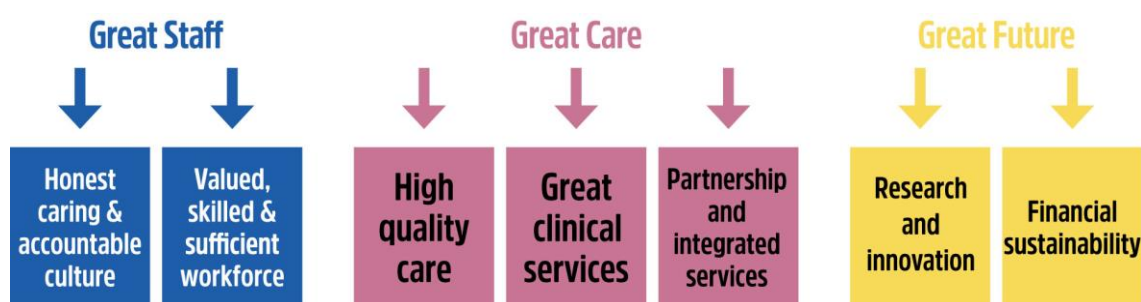 Great Staff
Great Care
Great Future
Honest
caring &
accountable
culture
Valued,
skilled &
sufficient
workforce
High
quality
care
Great
clinical
services
Partnership
and
integrated
services
Research
and
innovation
Financial
sustainability